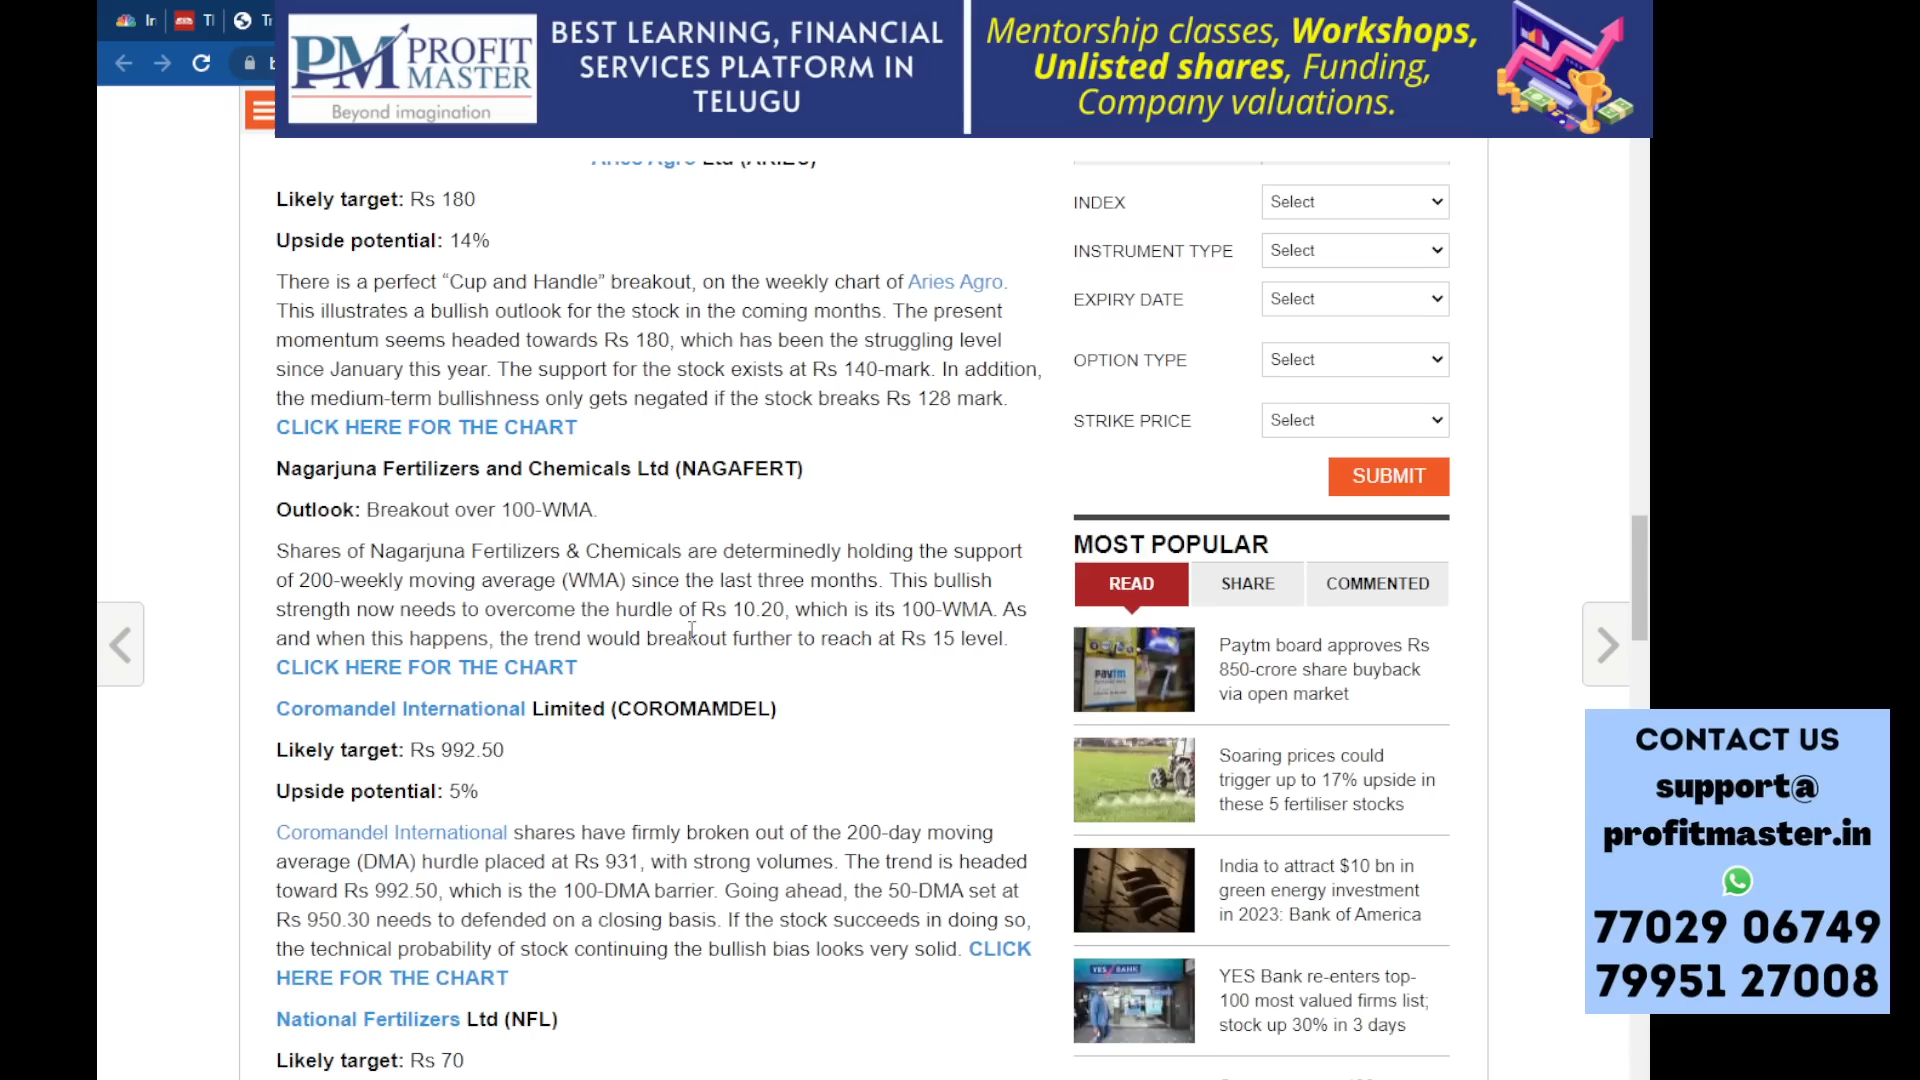 In
Tl
PM PROFIT
MASTER
Beyond imagination
BEST LEARNING, FINANCIAL
SERVICES PLATFORM IN
TELUGU
Mentorship classes, Workshops,
Unlisted shares, Funding,
Company valuations.
Aries Agro Ltd (ARIES)
Likely target: Rs 180
Upside potential: 14%
There is a perfect “Cup and Handle” breakout, on the weekly chart of Aries Agro.
This illustrates a bullish outlook for the stock in the coming months. The present
momentum seems headed towards Rs 180, which has been the struggling level
since January this year. The support for the stock exists at Rs 140-mark. In addition,
the medium-term bullishness only gets negated if the stock breaks Rs 128 mark.
CLICK HERE FOR THE CHART
Nagarjuna Fertilizers and Chemicals Ltd (NAGAFERT)
Outlook: Breakout over 100-WMA.
Shares of Nagarjuna Fertilizers & Chemicals are determinedly holding the support
of 200-weekly moving average (WMA) since the last three months. This bullish
strength now needs to overcome the hurdle of Rs 10.20, which is its 100-WMA. As
and when this happens, the trend would breakout further to reach at Rs 15 level.
CLICK HERE FOR THE CHART
Coromandel International Limited (COROMAMDEL)
Likely target: Rs 992.50
Upside potential: 5%
Coromandel International shares have firmly broken out of the 200-day moving
average (DMA) hurdle placed at Rs 931, with strong volumes. The trend is headed
toward Rs 992.50, which is the 100-DMA barrier. Going ahead, the 50-DMA set at
Rs 950.30 needs to defended on a closing basis. If the stock succeeds in doing so,
the technical probability of stock continuing the bullish bias looks very solid. CLICK
HERE FOR THE CHART
National Fertilizers Ltd (NFL)
Likely target: Rs 70
INDEX Select
INSTRUMENT TYPE Select
EXPIRY DATE Select
OPTION TYPE Select
STRIKE PRICE Select
SUBMIT
MOST POPULAR
READ SHARE COMMENTED
Paytm board approves Rs
850-crore share buyback
via open market
Soaring prices could
trigger up to 17% upside in
these 5 fertiliser stocks
India to attract $10 bn in
green energy investment
in 2023: Bank of America
YES BANK
YES Bank re-enters top-
100 most valued firms list;
stock up 30% in 3 days
CONTACT US
support@
profitmaster.in
77029 06749
79951 27008